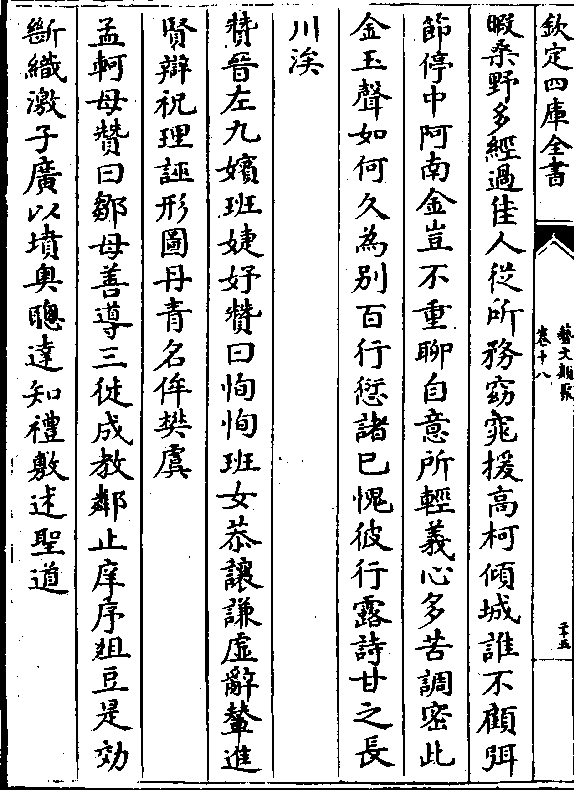 欽定四庫全書
藝文類聚
卷十八
二十五
暇桑野多經過佳人從所務窈窕援高柯傾城誰不顧弭
節停中阿南金豈不重聊自意所輕義心多苦調密此
金玉聲如何久為別百行愆諸已愧彼行露詩甘之長
川涘
贊晉左九嬪班婕妤贊曰恂恂班女恭讓謙虛辭輦進
賢辯祝理誣形圖丹青名侔樊虞
孟軻母贊曰鄒母善導三徙成教鄰止庠序俎豆是効
斷織激子廣以墳奧聰達知禮敷述聖道